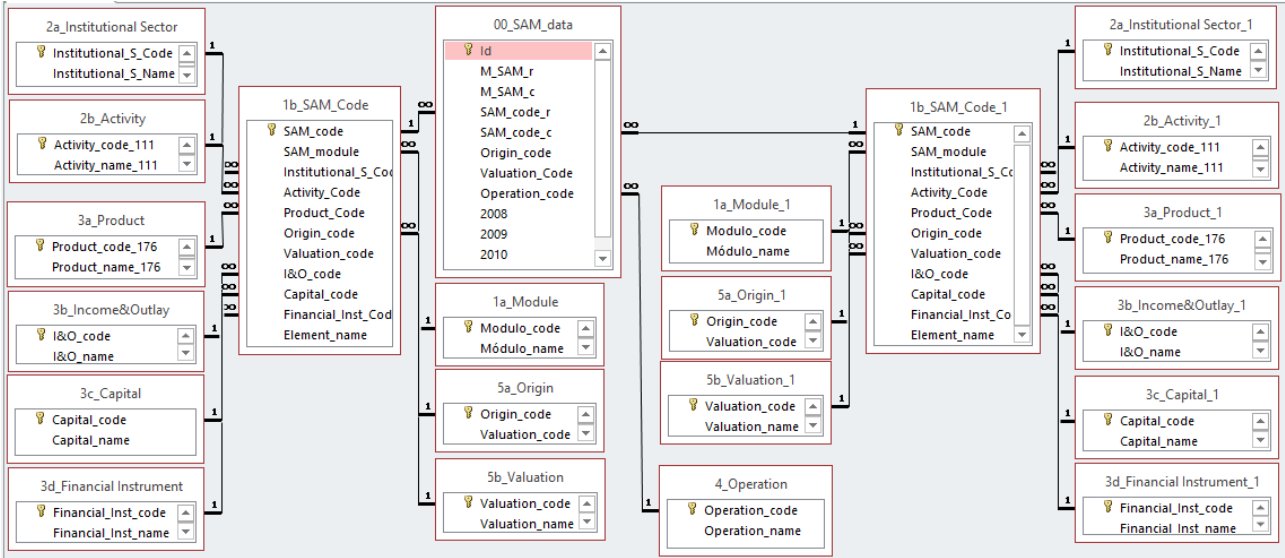 2a_Institutional Sector
Institutional_S_Code
Institutional_S_Name
2b_Activity
Activity_code_111
Activity_name_111
3a_Product
Product_code_176
Product_name_176
3b_Income&Outlay
I&O_code
I&O_name
3c_Capital
Capital_code
Capital_name
3d_Financial Instrument
Financial_Inst_code
Financial_Inst_name
1b_SAM_Code
SAM_code
SAM_module
Institutional_S_Coc
Activity_Code
Product_Code
Origin_code
Valuation_code
I&O_code
Capital_code
Financial_Inst_Cod
Element_name
00_SAM_data
Id
M_SAM_r
M_SAM_c
SAM_code_r
SAM_code_c
Origin_code
Valuation_Code
Operation_code
2008
2009
2010
1a_Module
Modulo_code
Módulo_name
5a_Origin
Origin_code
Valuation_code
5b_Valuation
Valuation_code
Valuation_name
1a_Module_1
Modulo_code
Módulo_name
5a_Origin_1
Origin_code
Valuation_code
5b_Valuation_1
Valuation_code
Valuation_name
4_Operation
Operation_code
Operation_name
1b_SAM_Code_1
SAM_code
SAM_module
Institutional_S_Cc
Activity_Code
Product_Code
Origin_code
Valuation_code
I&O_code
Capital_code
Financial_Inst_Co
Element_name
2a_Institutional Sector_1
Institutional_S_Code
Institutional_S_Name
2b_Activity_1
Activity_code_111
Activity_name_111
3a_Product_1
Product_code_176
Product_name_176
3b_Income&Outlay_1
I&O_code
I&O_name
3c_Capital_1
Capital_code
Capital_name
3d_Financial Instrument_1
Financial_Inst_code
Financial_Inst_name